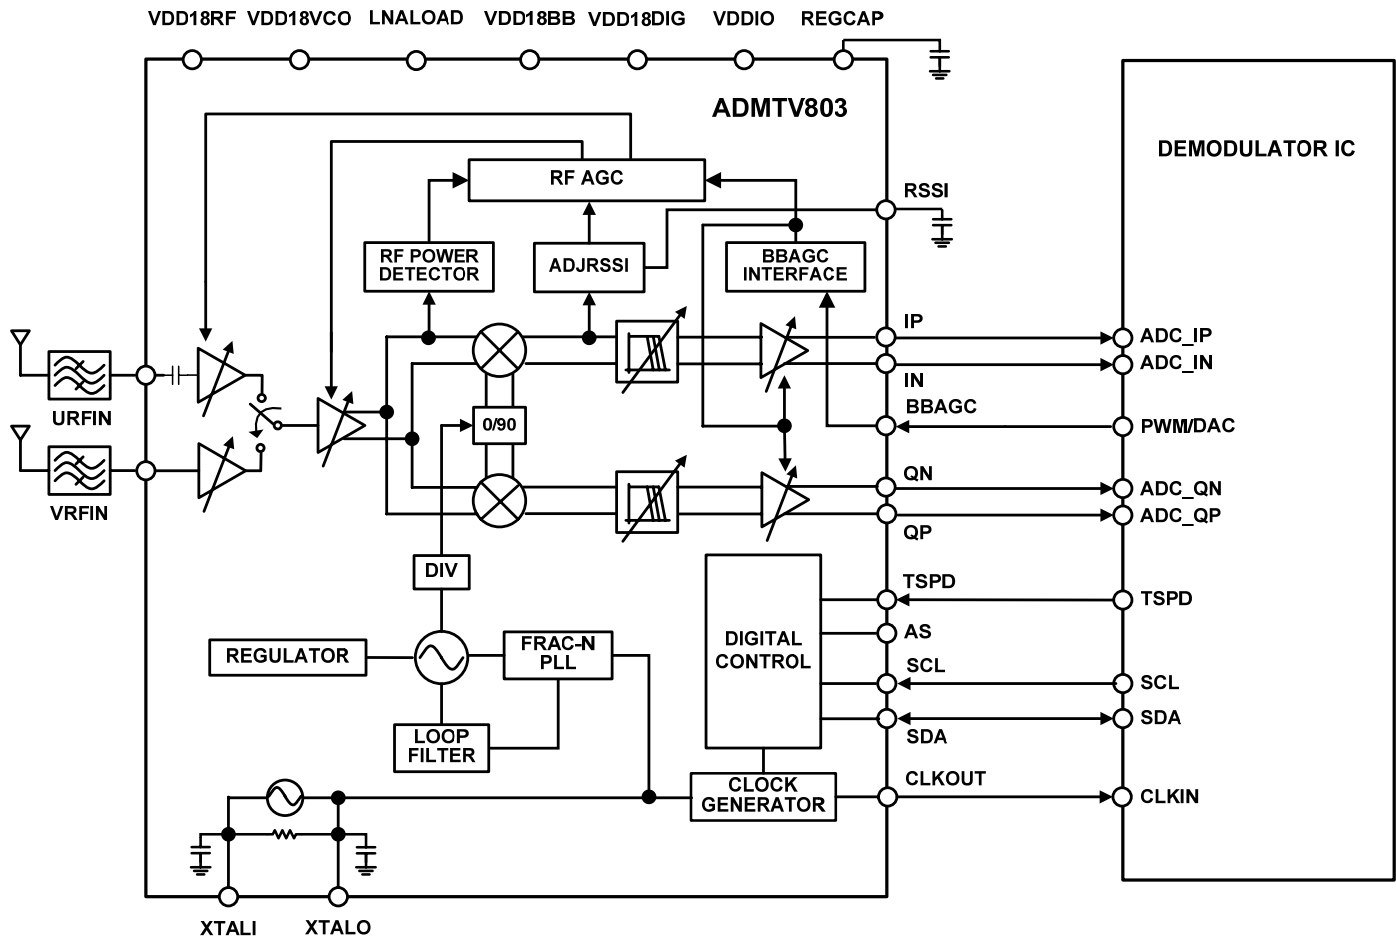 VDD18RF VDD18VCO LNALOAD VDD18BB VDD18DIG VDDIO REGCAP
ADMTV803
DEMODULATOR IC
RF AGC
RSSI
RF POWER
DETECTOR
ADJRSSI
BBAGC
INTERFACE
IP
ADC_IP
ADC_IN
IN
URFIN
BBAGC
0/90
PWM/DAC
QN
ADC_QN
VRFIN
ADC_QP
QP
DIV
TSPD
TSPD
AS
REGULATOR
FRAC-N
PLL
DIGITAL
CONTROL
SCL
SCL
SDA
LOOP
FILTER
SDA
CLOCK
GENERATOR
CLKOUT
CLKIN
XTALI
XTALO